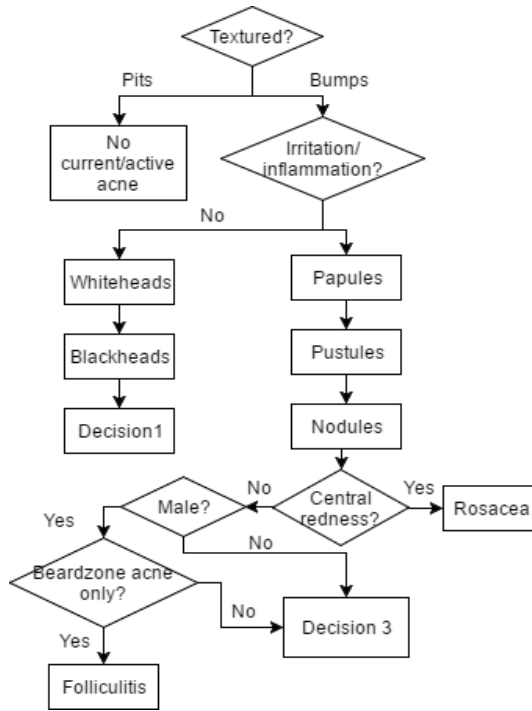 Textured?
Pits
Bumps
No
current/active
acne
Irritation/
inflammation?
No
Whiteheads
Papules
Blackheads
Pustules
Decision1
Nodules
Male?
No
Central
redness?
Yes
Rosacea
Yes
No
Beardzone acne
only?
No
Decision 3
Yes
Folliculitis